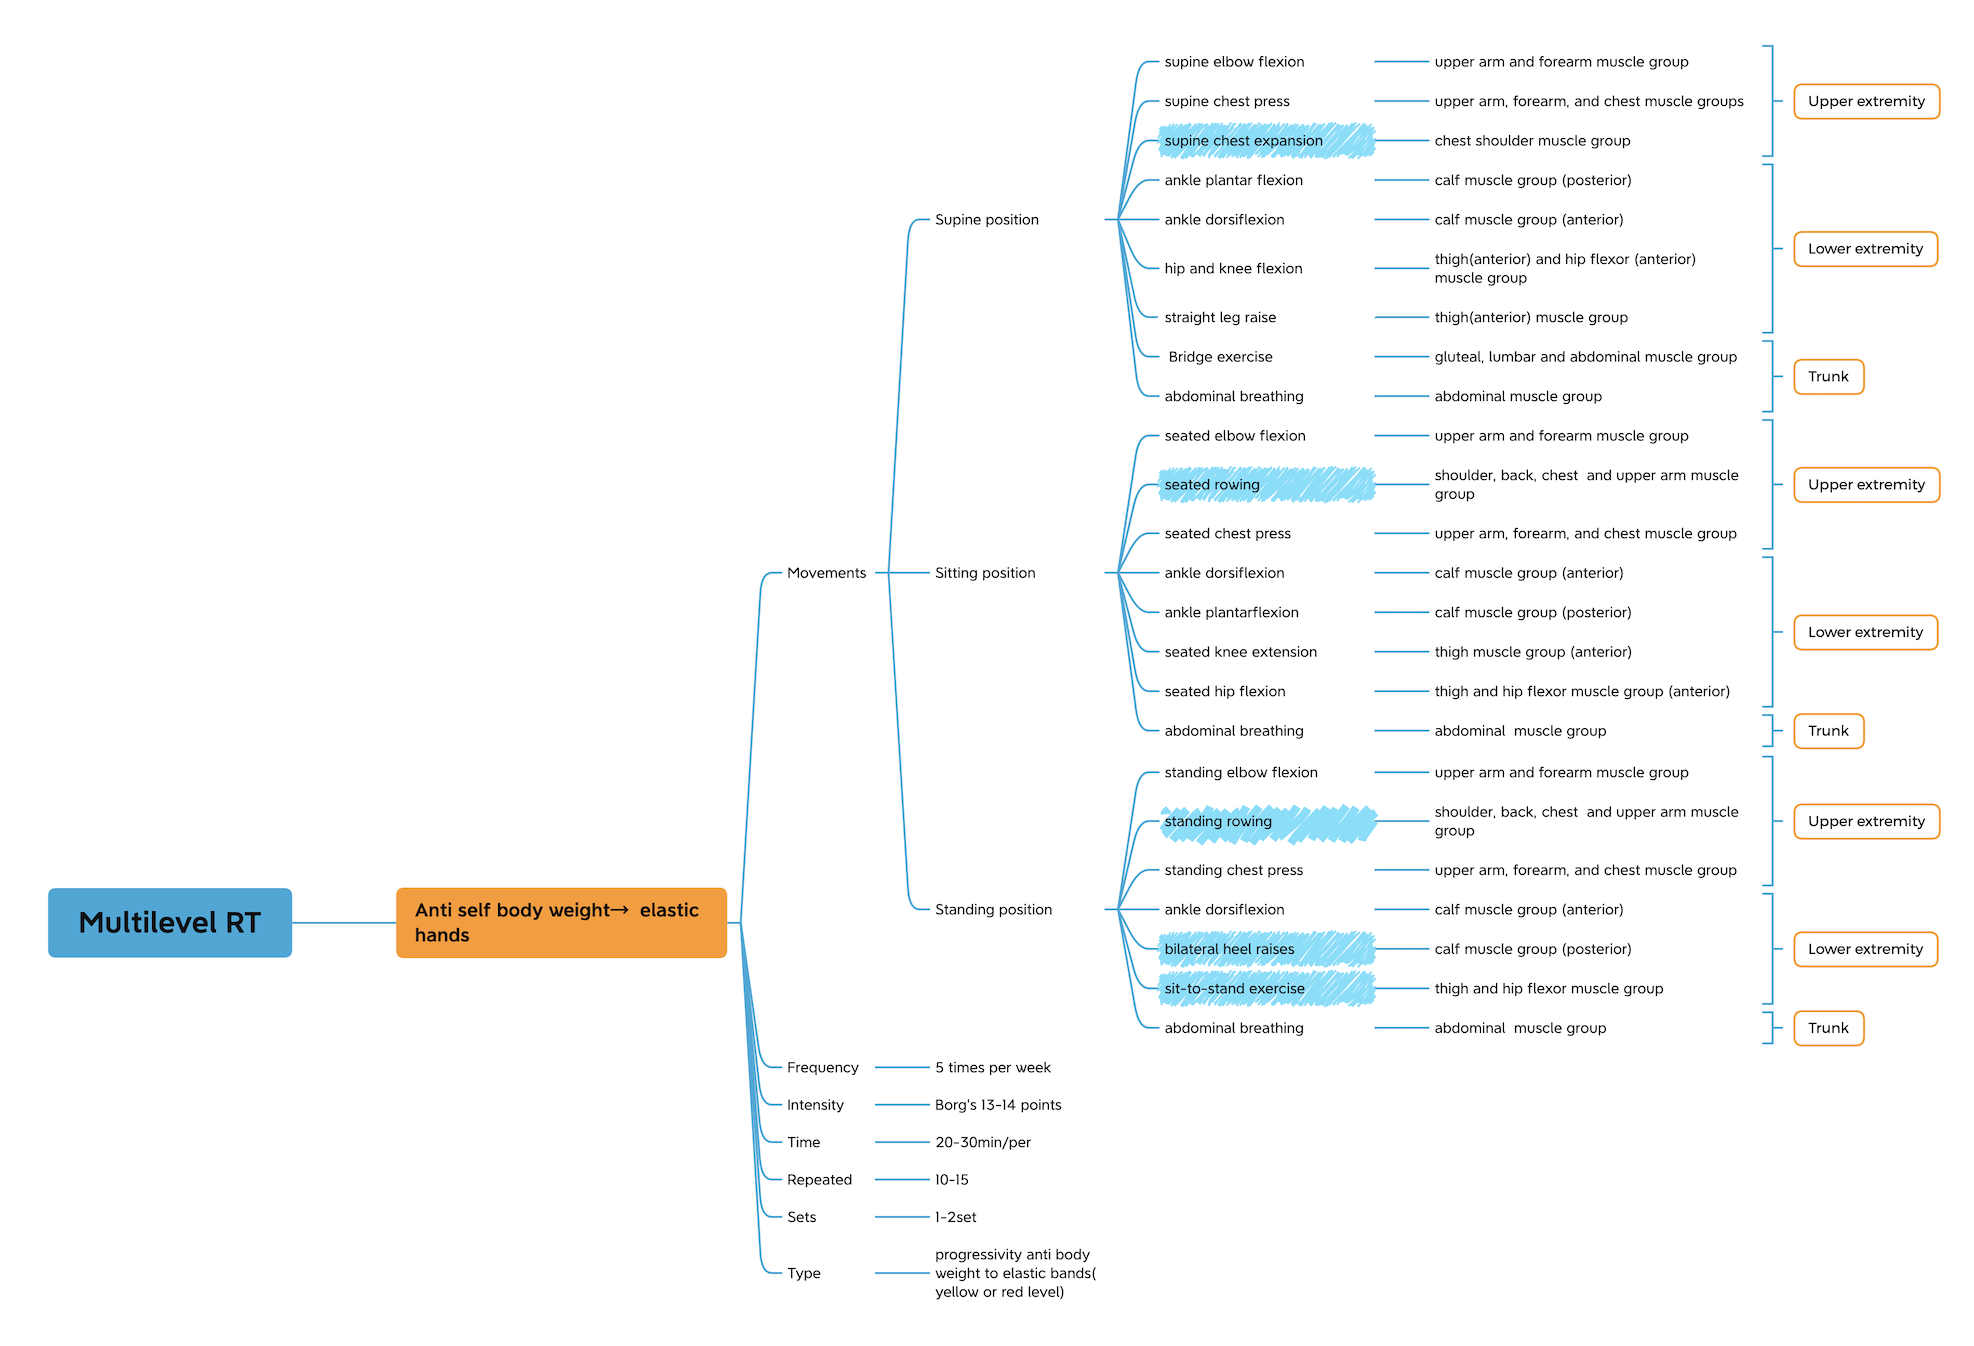 Multilevel RT
Anti self body weight→ elastic
hands
Movements
Supine position
supine elbow flexion
upper arm and forearm muscle group
supine chest press
upper arm, forearm, and chest muscle groups
supine chest expansion
chest shoulder muscle group
Upper extremity
ankle plantar flexion
calf muscle group (posterior)
ankle dorsiflexion
calf muscle group (anterior)
hip and knee flexion
thigh(anterior) and hip flexor (anterior)
muscle group
straight leg raise
thigh(anterior) muscle group
Lower extremity
Bridge exercise
gluteal, lumbar and abdominal muscle group
abdominal breathing
abdominal muscle group
Trunk
Sitting position
seated elbow flexion
upper arm and forearm muscle group
seated rowing
shoulder, back, chest  and upper arm muscle
group
seated chest press
upper arm, forearm, and chest muscle group
Upper extremity
ankle dorsiflexion
calf muscle group (anterior)
ankle plantarflexion
calf muscle group (posterior)
seated knee extension
thigh muscle group (anterior)
seated hip flexion
thigh and hip flexor muscle group (anterior)
Lower extremity
abdominal breathing
abdominal  muscle group
Trunk
Standing position
standing elbow flexion
upper arm and forearm muscle group
standing rowing
shoulder, back, chest  and upper arm muscle
group
standing chest press
upper arm, forearm, and chest muscle group
Upper extremity
ankle dorsiflexion
calf muscle group (anterior)
bilateral heel raises
calf muscle group (posterior)
sit-to-stand exercise
thigh and hip flexor muscle group
Lower extremity
abdominal breathing
abdominal  muscle group
Trunk
Frequency
5 times per week
Intensity
Borg's 13-14 points
Time
20-30min/per
Repeated
10-15
Sets
1-2set
Type
progressivity anti body
weight to elastic bands(
yellow or red level)